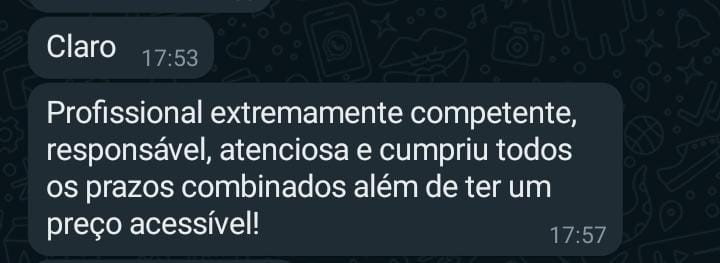 Claro 17:53
Profissional extremamente competente,
responsável, atenciosa e cumpriu todos
os prazos combinados além de ter um
preço acessível!
17:57